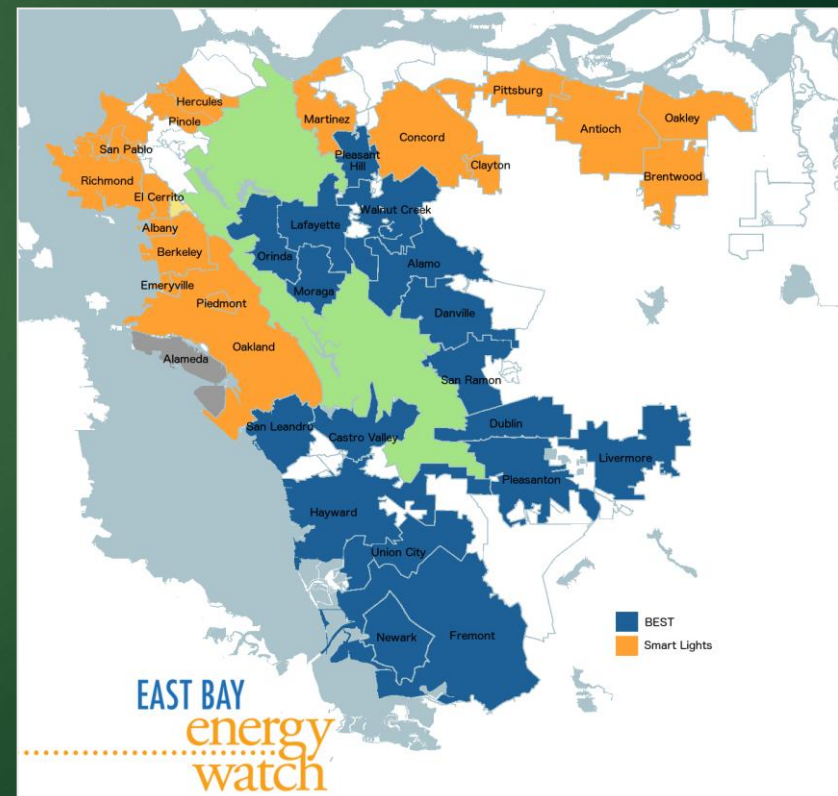 Hercules
Pinole
Martinez
Pittsburg
San Pablo
Concord
Antioch
Oakley
Pleasant
Hill
Clayton
Richmond
El Cerrito
Brentwood
Walnut Creek
Albany
Lafayette
Berkeley
Orinda
Alamo
Emeryville
Moraga
Piedmont
Danville
Oakland
Alameda
San Ramon
San Leandro
Castro Valley
Dublin
Livermore
Pleasanton
Hayward
Union City
Newark
Fremont
BEST
Smart Lights
EAST BAY
energy
watch